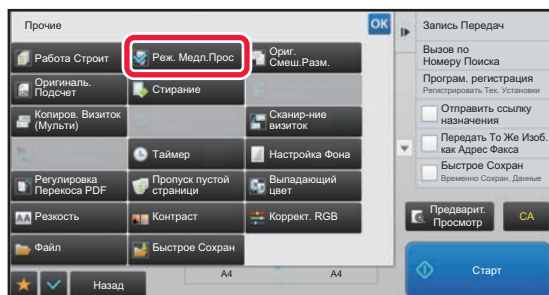 Прочие
OK
Работа Строит
Реж. Медл.Прос
Ориг.
Смеш.Разм.
Оригиналь.
Подсчет
Стирание
Копиров. Визиток
(Мульти)
Сканир-ние
визиток
Таймер
Настройка Фона
Регулировка
Перекоса PDF
Пропуск пустой
страници
Выпадающий
цвет
AA Резкость
Контраст
Коррект. RGB
Файл
Быстрое Сохран
Назад
A4
A4
Запись Передач
Вызов по
Номеру Поиска
Програм. регистрация
Регистрировать Тек. Установки
Отправить ссылку
назначения
Передать То Же Изоб.
как Адрес Факса
Быстрое Сохран
Временно Сохран. Данные
Предварит.
Просмотр
CA
Старт